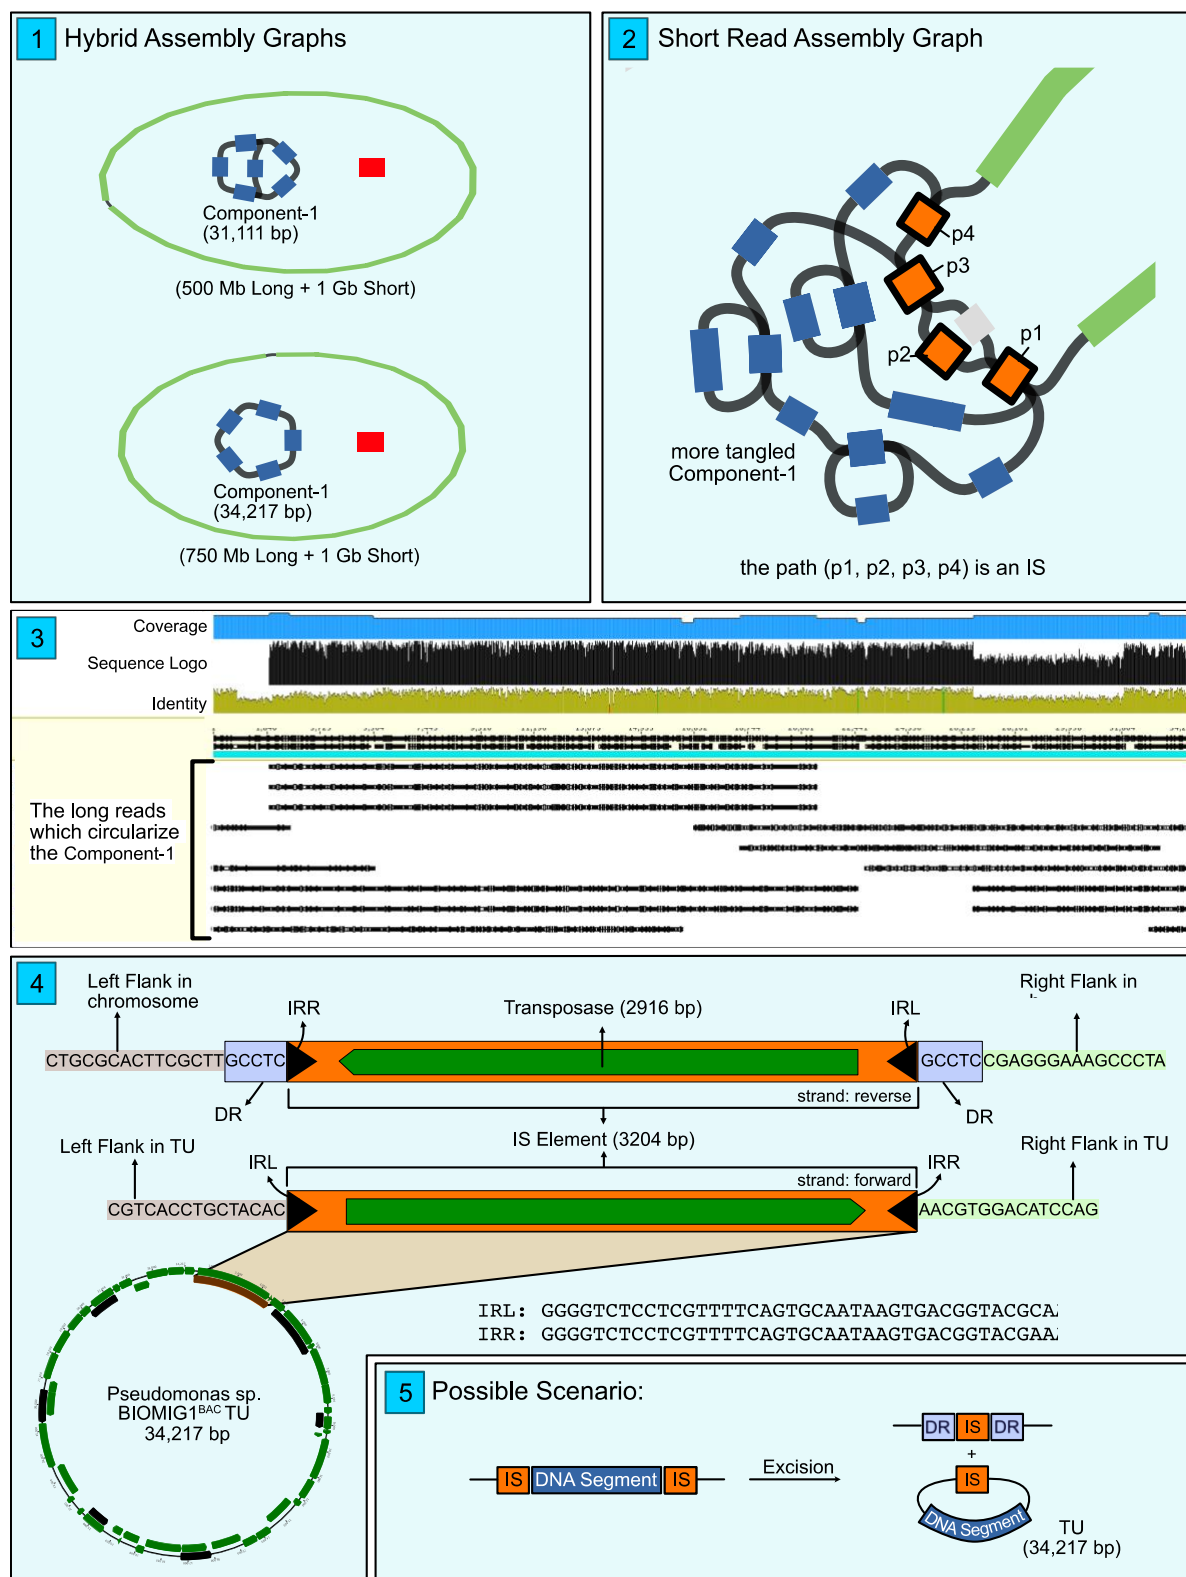 1 Hybrid Assembly Graphs
Component-1
(31,111 bp)
(500 Mb Long + 1 Gb Short)
Component-1
(34,217 bp)
(750 Mb Long + 1 Gb Short)
2 Short Read Assembly Graph
p4
p3
p1
p2
more tangled
Component-1
the path (p1, p2, p3, p4) is an IS
3
Coverage
Sequence Logo
Identity
The long reads
which circularize
the Component-1
4
Left Flank in
chromosome
IRR
Transposase (2916 bp)
IRL
Right Flank in
CTGCGCACTTCGCTT GCCTC
GCCTC CGAGGGAAAGCCCTA
DR
strand: reverse
DR
IS Element (3204 bp)
Left Flank in TU
IRL
IRR
Right Flank in TU
strand: forward
CGTCACCTGCTACAC
AACGTGGACATCCAG
IRL: GGGGTCTCCTCGTTTTCAGTGCAATAAGTGACGGTACGCA
IRR: GGGGTCTCCTCGTTTTCAGTGCAATAAGTGACGGTACGAA
Pseudomonas sp.
BIOMIG1BAC TU
34,217 bp
5 Possible Scenario:
IS DNA Segment IS
Excision
DR IS DR
+
IS
DNA Segment
TU
(34,217 bp)